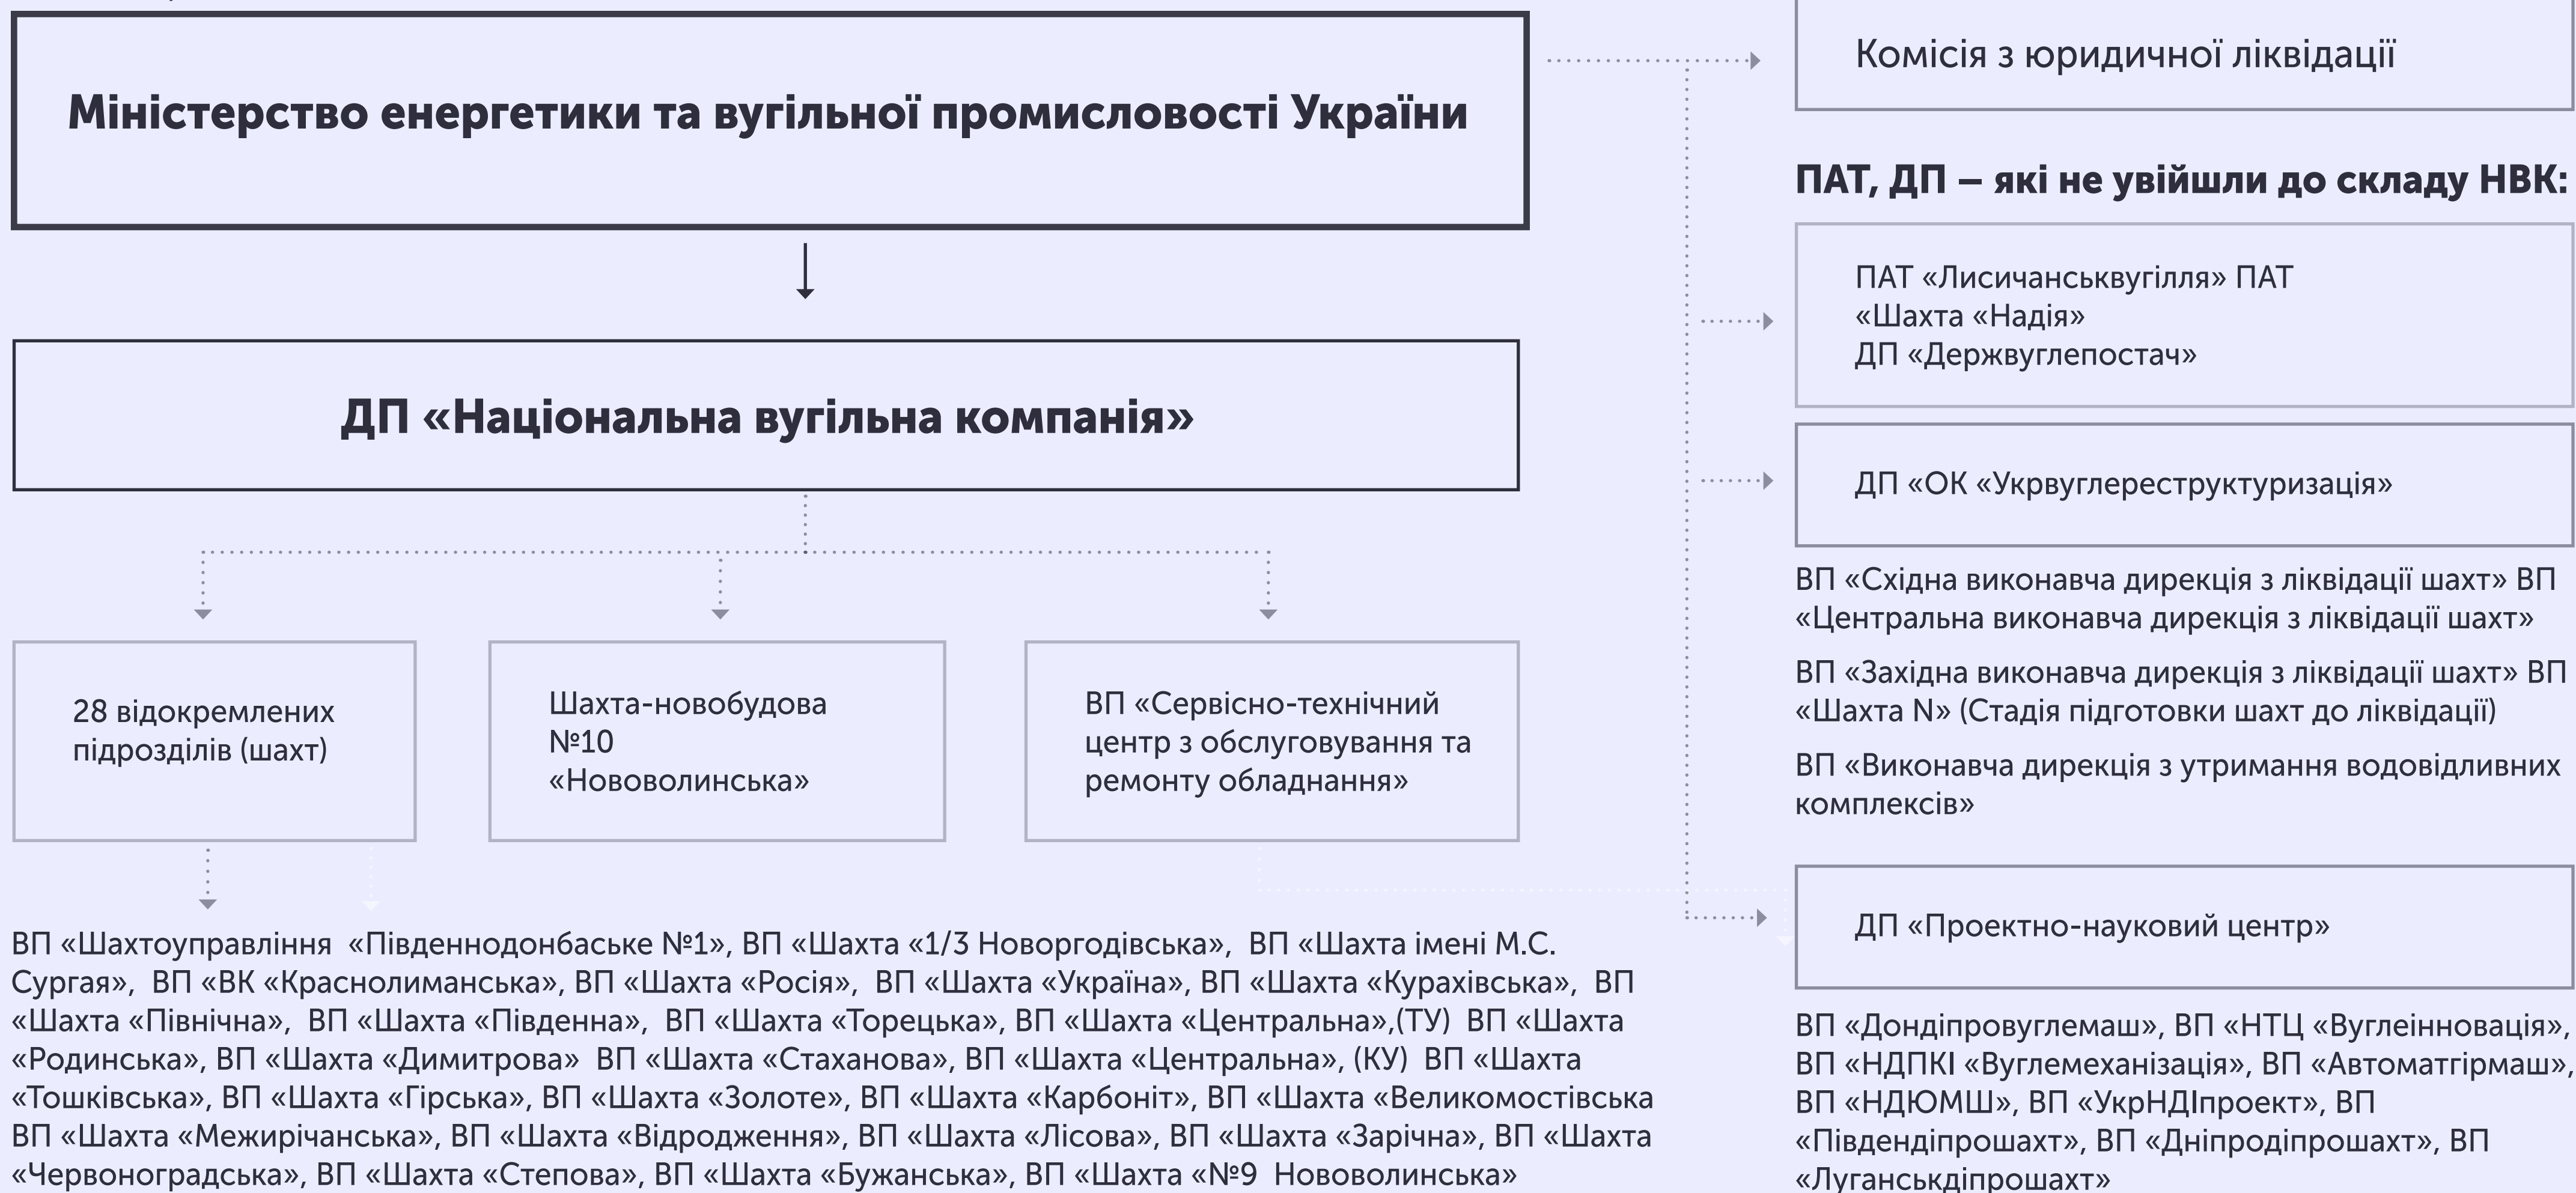 Міністерство енергетики та вугільної промисловості України
ДП «Національна вугільна компанія»
28 відокремлених
підрозділів (шахт)
Шахта-новобудова
№10
«Нововолинська»
ВП «Сервісно-технічний
центр з обслуговування та
ремонту обладнання»
ВП «Шахтоуправління «Південнодонбаське №1», ВП «Шахта «1/3 Новоргодівська», ВП «Шахта імені М.С.
Сургая», ВП «ВК «Краснолиманська», ВП «Шахта «Росія», ВП «Шахта «Україна», ВП «Шахта «Курахівська», ВП
«Шахта «Північна», ВП «Шахта «Південна», ВП «Шахта «Торецька», ВП «Шахта «Центральна»,(ТУ) ВП «Шахта
«Родинська», ВП «Шахта «Димитрова» ВП «Шахта «Стаханова», ВП «Шахта «Центральна», (КУ) ВП «Шахта
«Тошківська», ВП «Шахта «Гірська», ВП «Шахта «Золоте», ВП «Шахта «Карбоніт», ВП «Шахта «Великомостівська
ВП «Шахта «Межирічанська», ВП «Шахта «Відродження», ВП «Шахта «Лісова», ВП «Шахта «Зарічна», ВП «Шахта
«Червоноградська», ВП «Шахта «Степова», ВП «Шахта «Бужанська», ВП «Шахта «№9 Нововолинська»
Комісія з юридичної ліквідації
ПАТ, ДП – які не увійшли до складу НВК:
ПАТ «Лисичанськвугілля» ПАТ
«Шахта «Надія»
ДП «Держвуглепостач»
ДП «ОК «Укрвуглереструктуризація»
ВП «Східна виконавча дирекція з ліквідації шахт» ВП
«Центральна виконавча дирекція з ліквідації шахт»
ВП «Західна виконавча дирекція з ліквідації шахт» ВП
«Шахта N» (Стадія підготовки шахт до ліквідації)
ВП «Виконавча дирекція з утримання водовідливних
комплексів»
ДП «Проектно-науковий центр»
ВП «Дондіпровуглемаш», ВП «НТЦ «Вуглеінновація»,
ВП «НДПКІ «Вуглемеханізація», ВП «Автоматгірмаш»,
ВП «НДЮМШ», ВП «УкрНДІпроект», ВП
«Південдіпрошахт», ВП «Дніпродіпрошахт», ВП
«Луганськдіпрошахт»